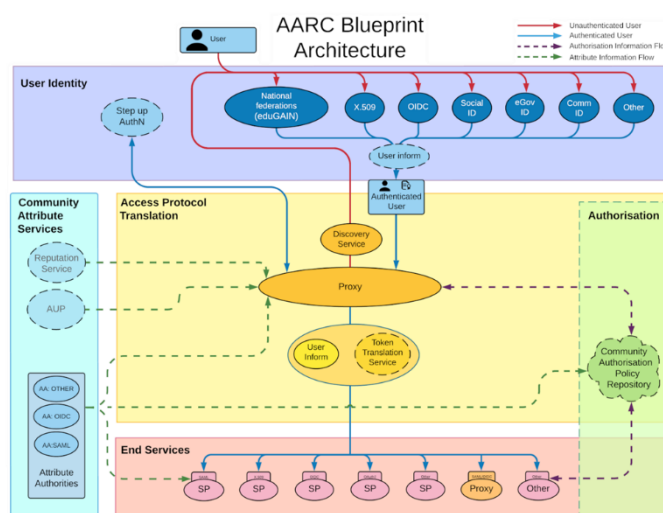 AARC Blueprint
Architecture
User
Unauthenticated User
Authenticated User
Authorisation Information Flow
Attribute Information Flow
User Identity
Step up
AuthN
National
federations
(eduGAIN)
X.509
OIDC
Social
ID
eGov
ID
Comm
ID
Other
User inform
Authenticated
User
Community
Attribute
Services
Access Protocol
Translation
Authorisation
Reputation
Service
AUP
Discovery
Service
Proxy
User
Inform
Token
Translation
Service
Community
Authorisation
Policy
Repository
AA: OTHER
AA: OIDC
AA:SAML
Attribute
Authorities
End Services
SP
SP
SP
SP
SP
Proxy
Other